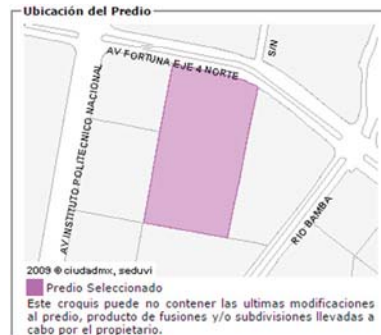 Ubicación del Predio
AV FORTUNA EJE 4 NORTE
S/N
AV.INSTITUTO POLITECNICO NACIONAL
RIO BAMBA
2009 © ciudadmx, seduvi
Predio Seleccionado
Este croquis puede no contener las ultimas modificaciones
al predio, producto de fusiones y/o subdivisiones llevadas a
cabo por el propietario.